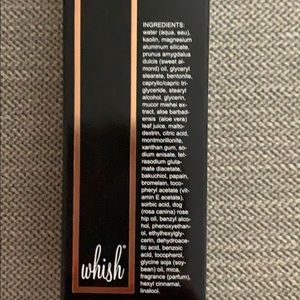 INGREDIENTS:
water (aqua, eau),
kaolin, magnesium
aluminum silicate,
prunus amygdalus
dulcis (sweet al-
mond) oil, glyceryl
stearate, bentonite,
caprylic/capric tri-
glyceride, stearyl
alcohol, glycerin,
mucor miehei ex-
tract, aloe barbad-
ensis (aloe vera)
leaf juice, malto-
dextrin, citric acid,
montmorillonite,
xanthan gum, so-
dium anisate, tet-
rasodium gluta-
mate diacetate,
bakuchiol, papain,
bromelain, toco-
pheryl acetate (vit-
amin E acetate),
sorbic acid, dog
(rosa canina) rose
hip oil, benzyl alco-
hol, phenoxyethan-
ol, ethylhexylgly-
cerin, dehydroace-
tic acid, benzoic
acid, tocopherol,
glycine soja (soy-
bean) oil, mica,
fragrance (parfum),
hexyl cinnamal,
linalool.
whish®